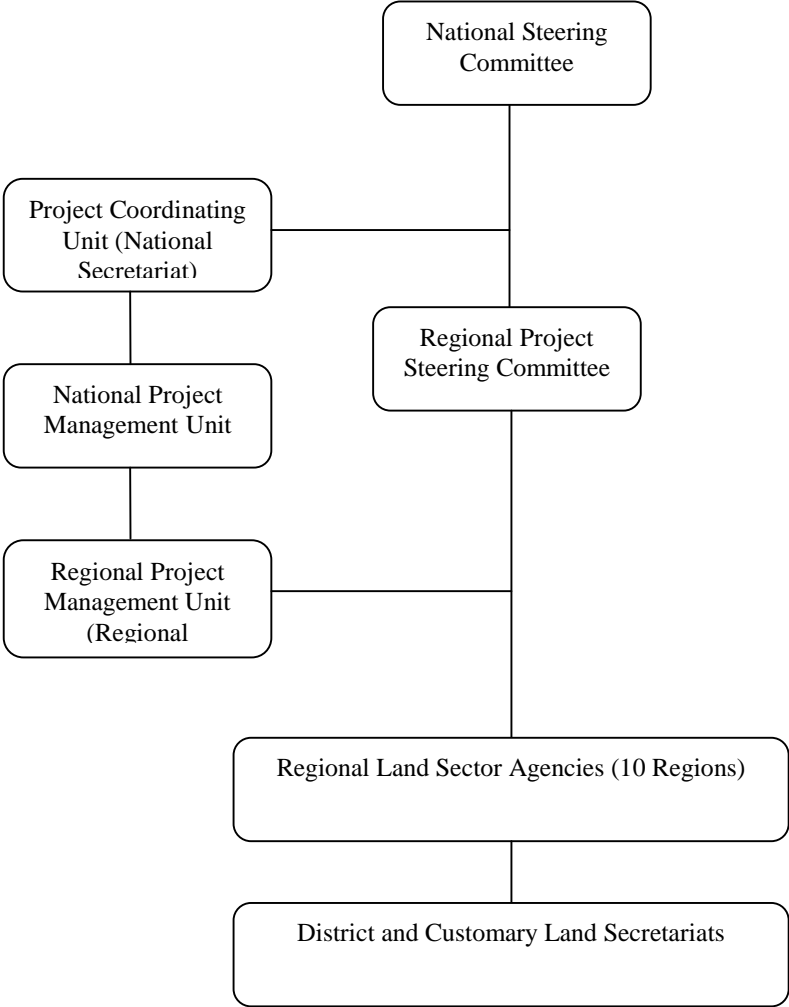 National Steering
Committee
Project Coordinating
Unit (National
Secretariat)
Regional Project
Steering Committee
National Project
Management Unit
Regional Project
Management Unit
(Regional
Regional Land Sector Agencies (10 Regions)
District and Customary Land Secretariats